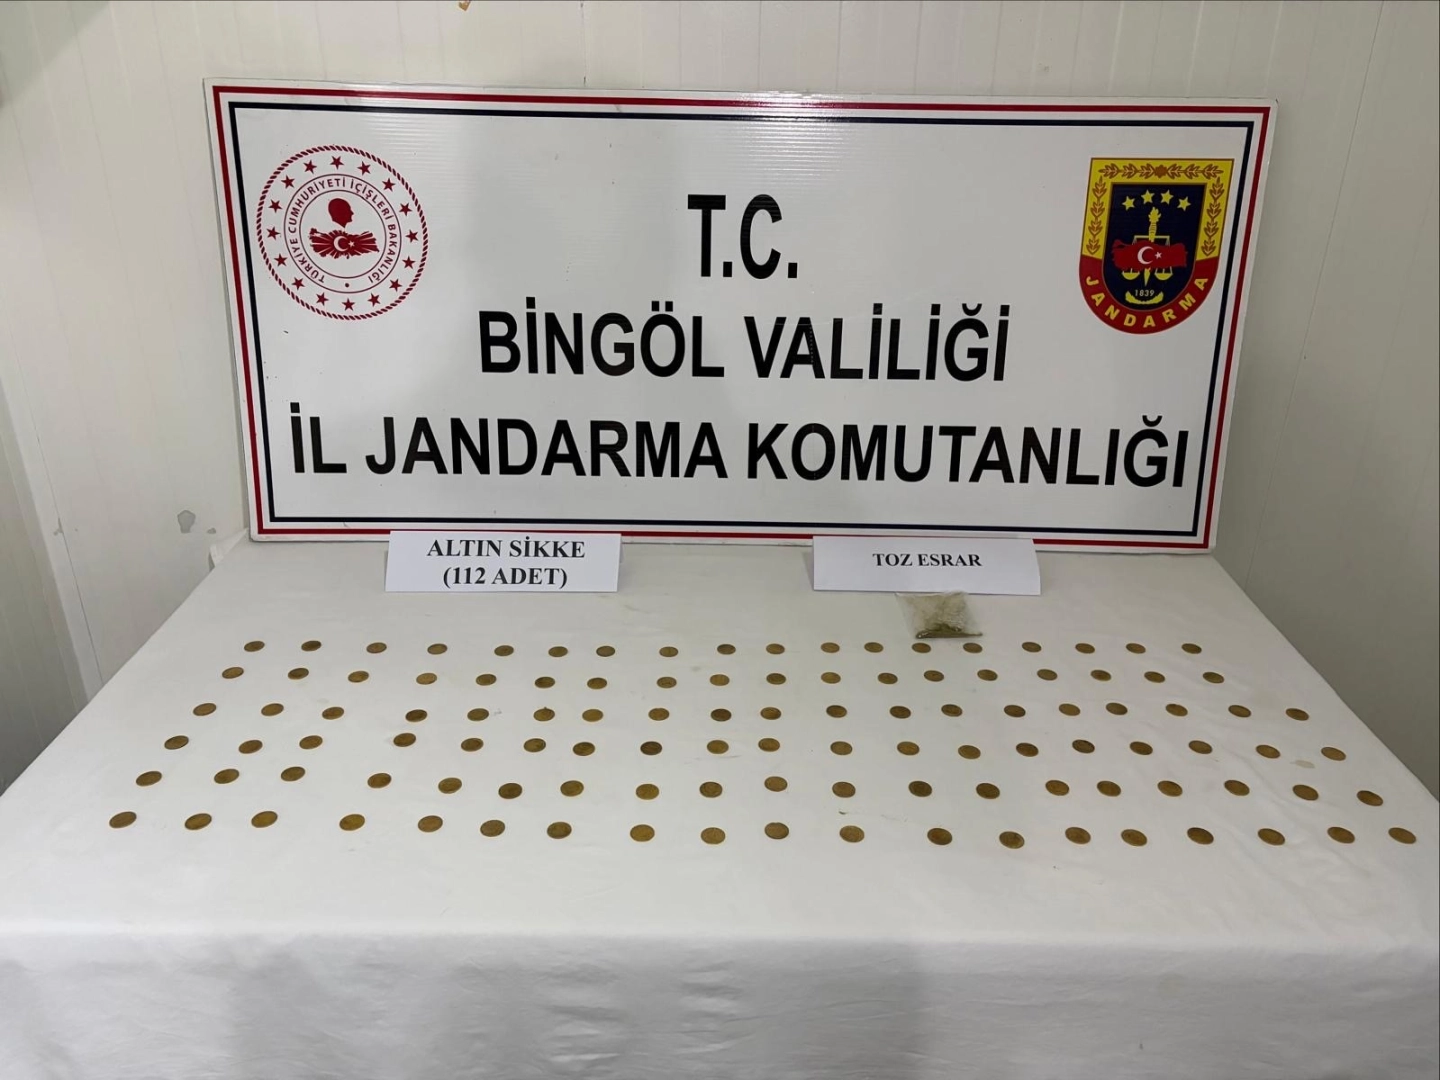 T.C.
BİNGÖL VALİLİĞİ
İL JANDARMA KOMUTANLIĞI
TÜRKİYE CUMHURİYETİ İÇİŞLERİ BAKANLIĞI
1839
JANDARMA
ALTIN SİKKE
(112 ADET)
TOZ ESRAR